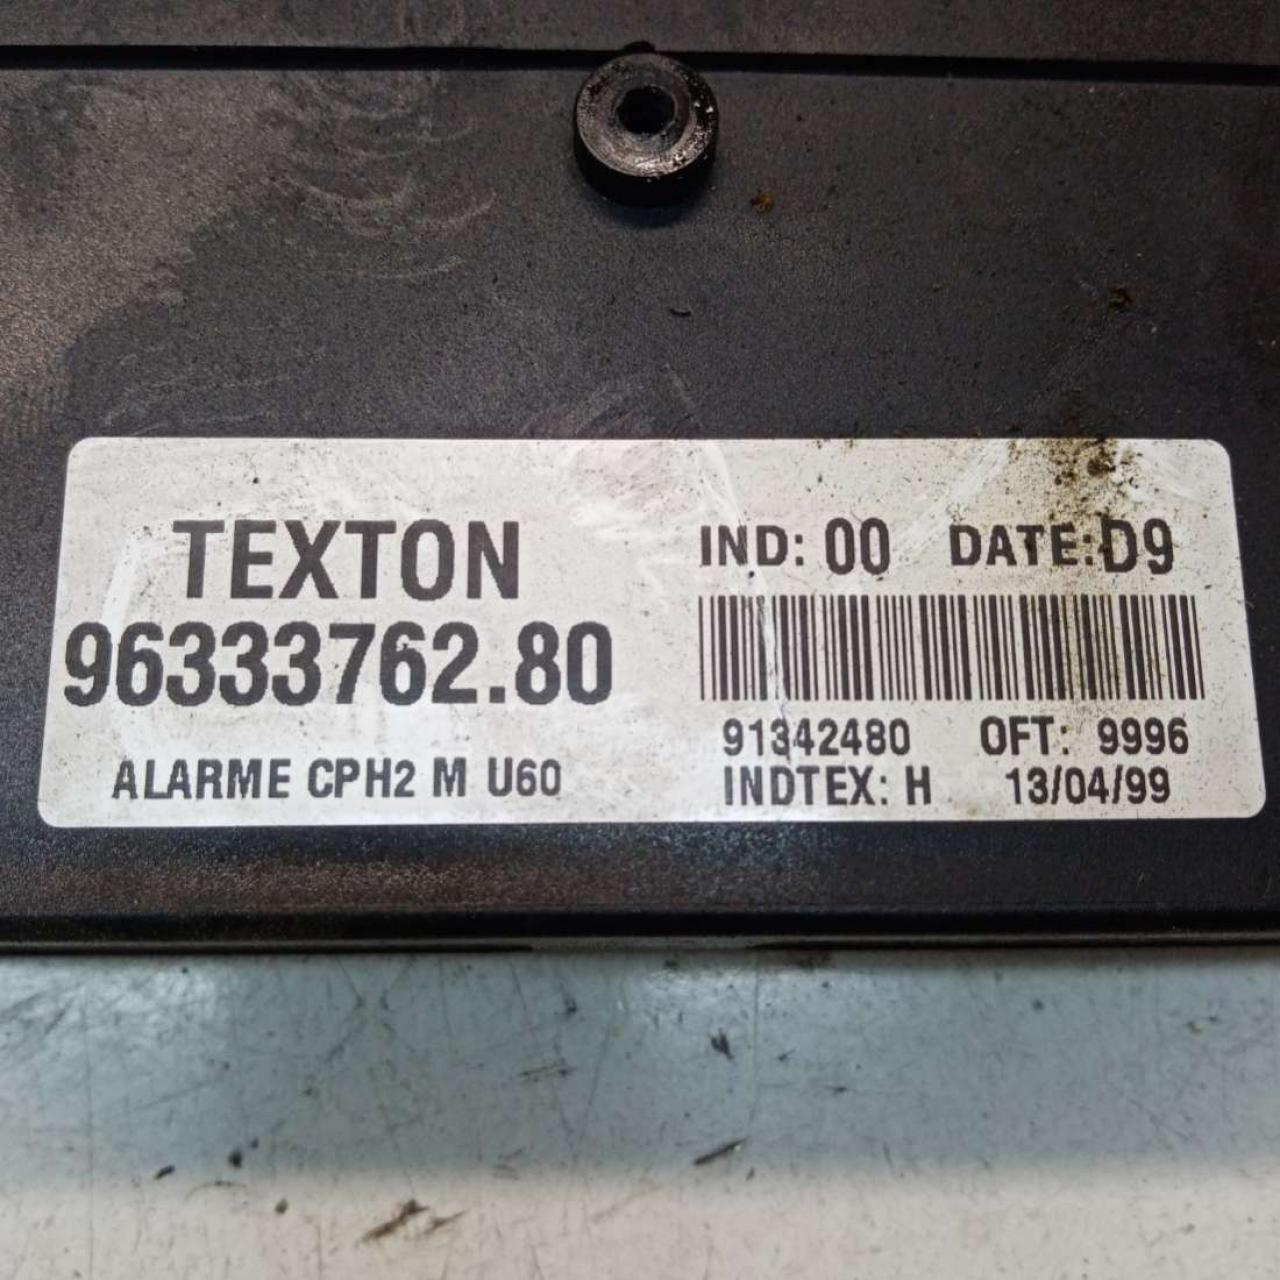 TEXTON
96333762.80
ALARME CPH2 M U60
IND: 00 DATE: D9
91342480 OFT: 9996
INDTEX: H 13/04/99